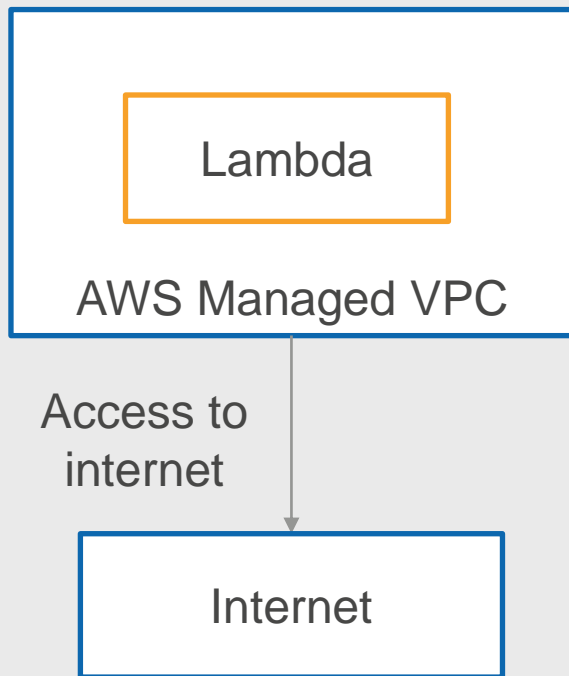 Lambda
AWS Managed VPC
Access to
internet
Internet